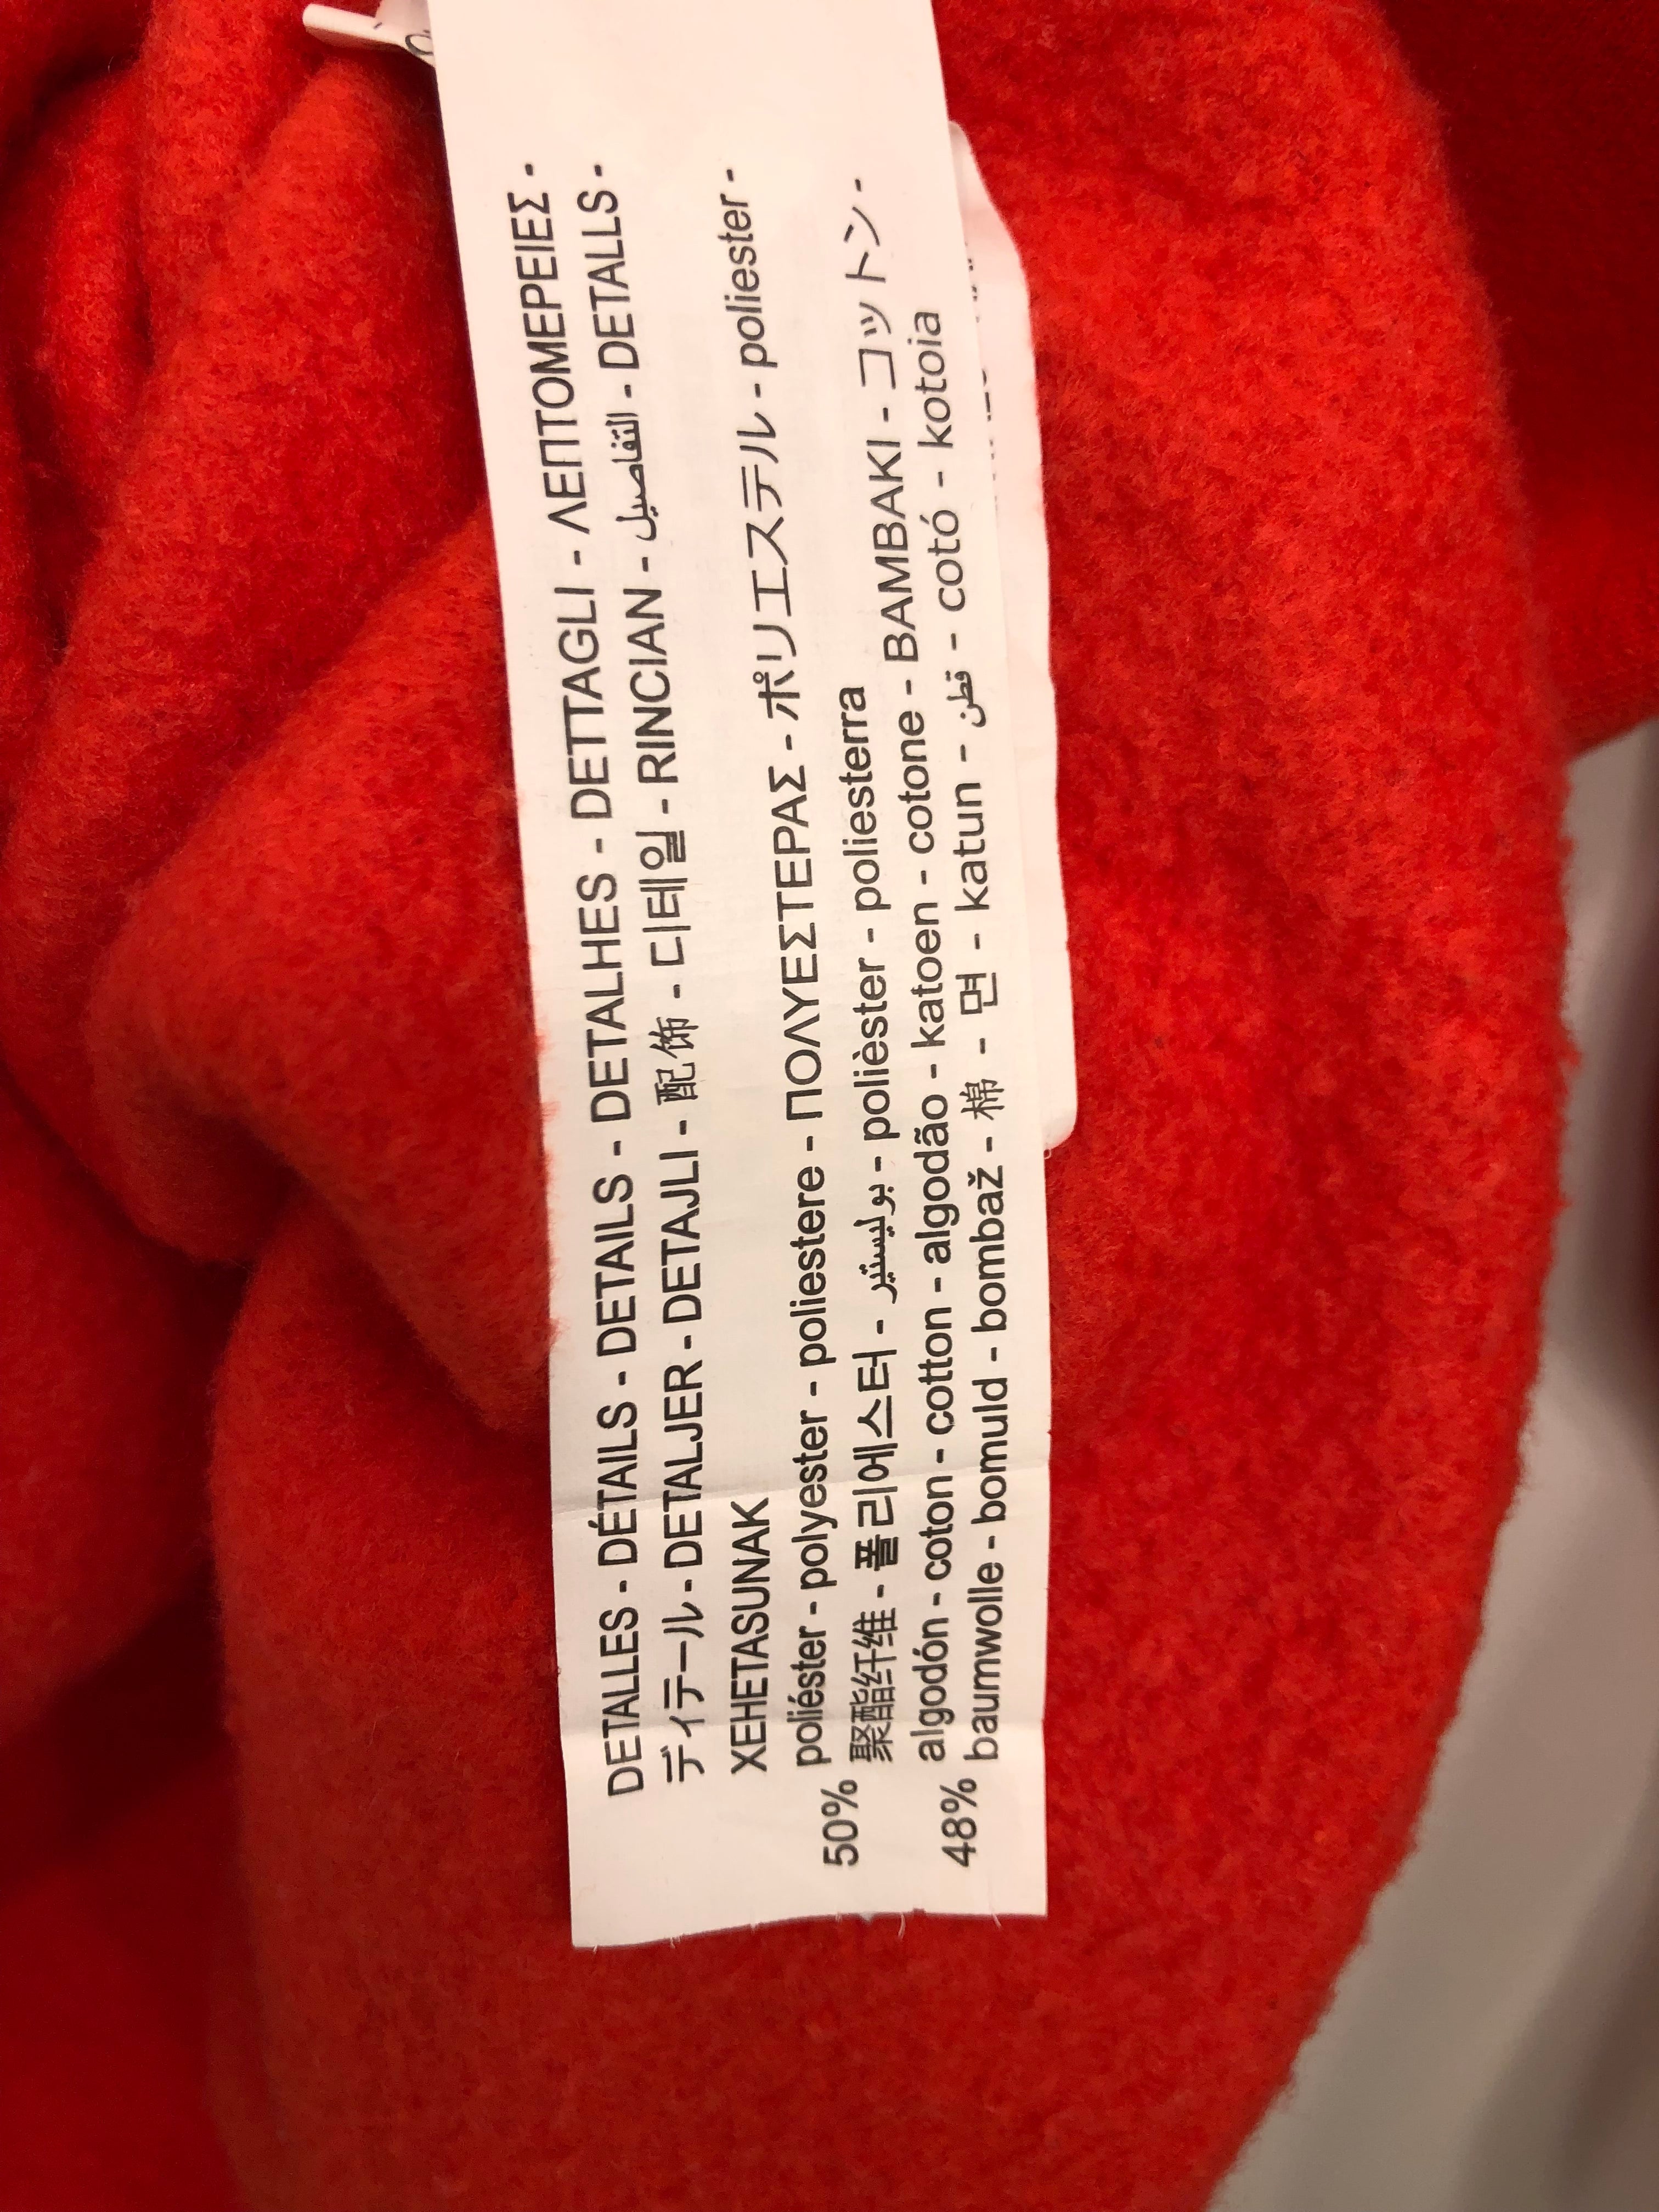 DETALLES - DÉTAILS - DETAILS - DETALHES - DETTAGLI - ΛΕΠΤΟΜΕΡΕΙΕΣ -
ディテール - DETALJER - DETAJLI - 配饰 - 디테일 - RINCIAN - التفاصيل - DETALLS -
XEHETASUNAK
50% poliéster - polyester - poliestere - ΠΟΛΥΕΣΤΕΡΑΣ - ポリエステル - poliester -
聚酯纤维 - 폴리에스터 - بوليستير - polièster - poliesterra
48% algodón - coton - cotton - algodão - katoen - cotone - BAMBAKI - コットン -
baumwolle - bomuld - bombaž - 棉 - 면 - katun - قطن - cotó - kotoia